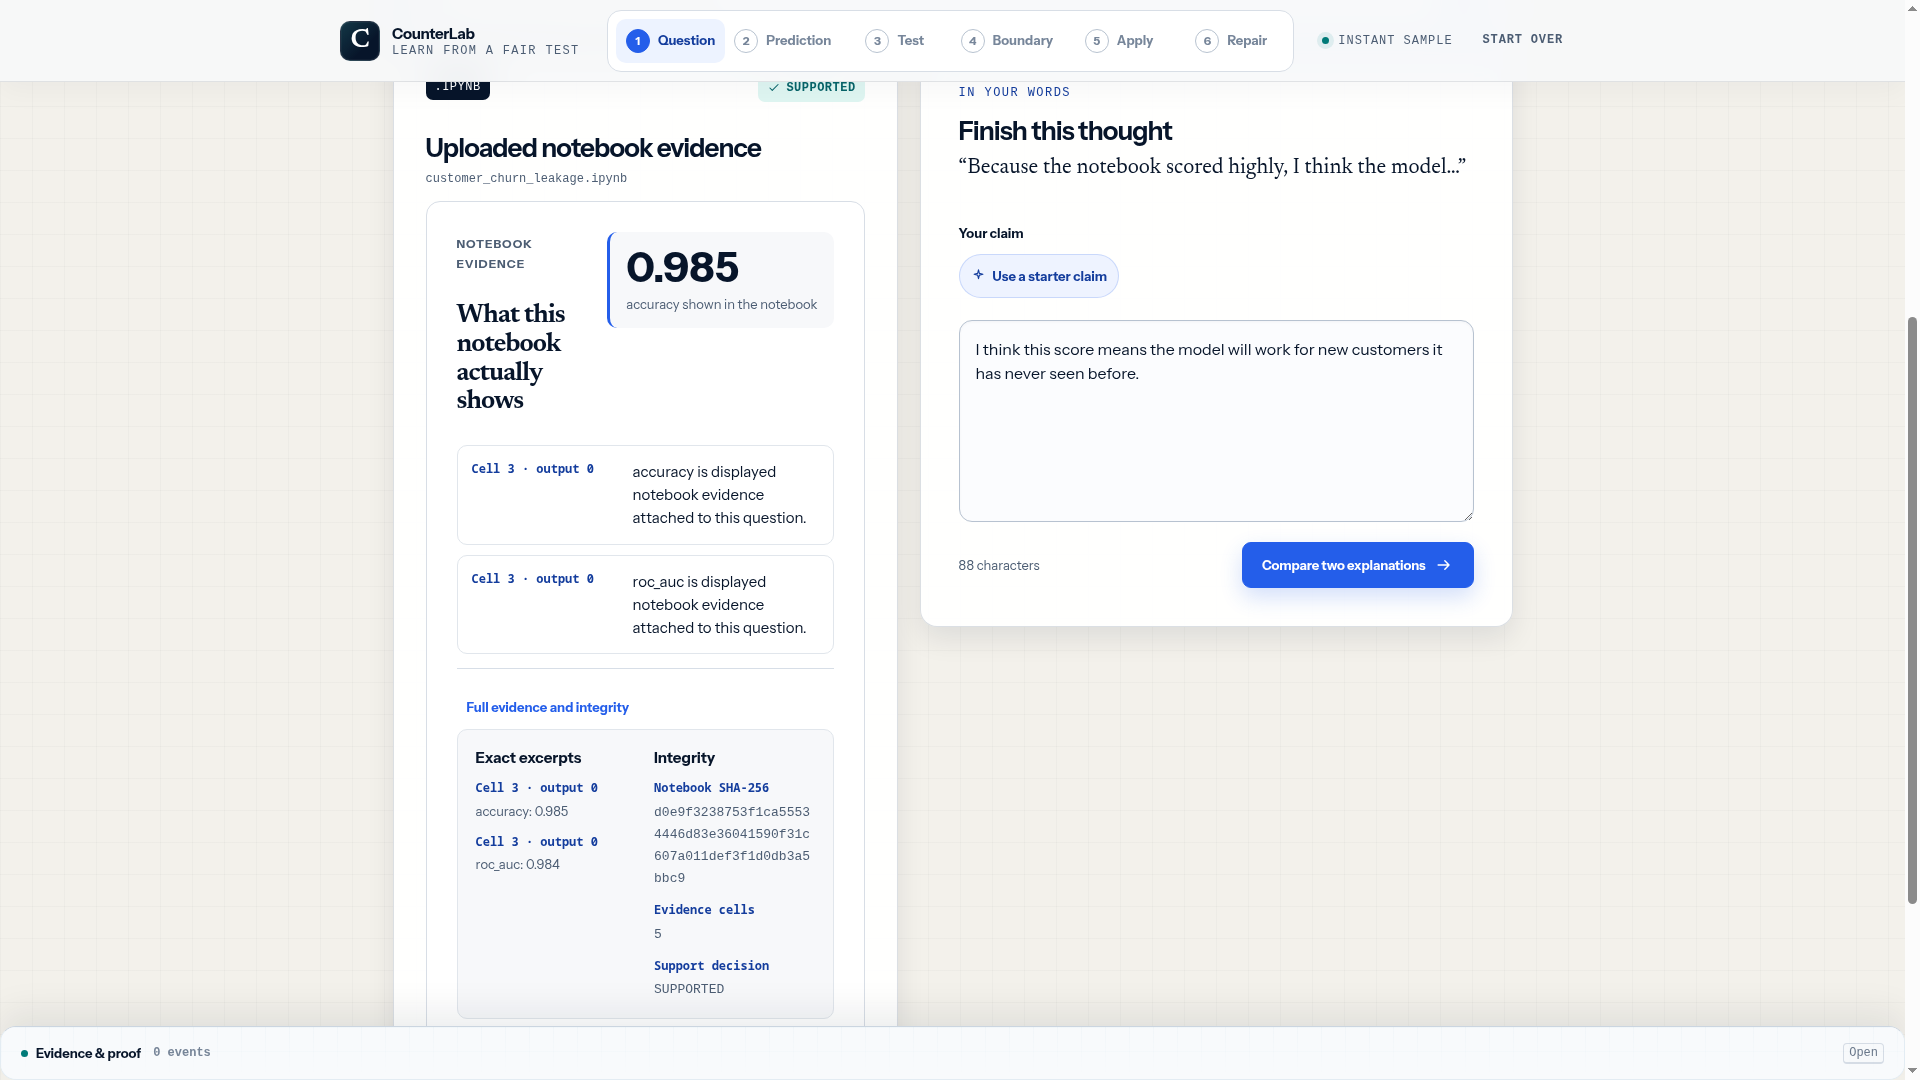 C
CounterLab
LEARN FROM A FAIR TEST
1 Question
2 Prediction
3 Test
4 Boundary
5 Apply
6 Repair
INSTANT SAMPLE
START OVER
.IPYNB
SUPPORTED
Uploaded notebook evidence
customer_churn_leakage.ipynb
NOTEBOOK
EVIDENCE
What this
notebook
actually
shows
0.985
accuracy shown in the notebook
Cell 3 · output 0
accuracy is displayed
notebook evidence
attached to this question.
Cell 3 · output 0
roc_auc is displayed
notebook evidence
attached to this question.
Full evidence and integrity
Exact excerpts
Cell 3 · output 0
accuracy: 0.985
Cell 3 · output 0
roc_auc: 0.984
Integrity
Notebook SHA-256
d0e9f3238753f1ca5553
4446d83e36041590f31c
607a011def3f1d0db3a5
bbc9
Evidence cells
5
Support decision
SUPPORTED
IN YOUR WORDS
Finish this thought
“Because the notebook scored highly, I think the model…”
Your claim
Use a starter claim
I think this score means the model will work for new customers it
has never seen before.
88 characters
Compare two explanations
Evidence & proof
0 events
Open